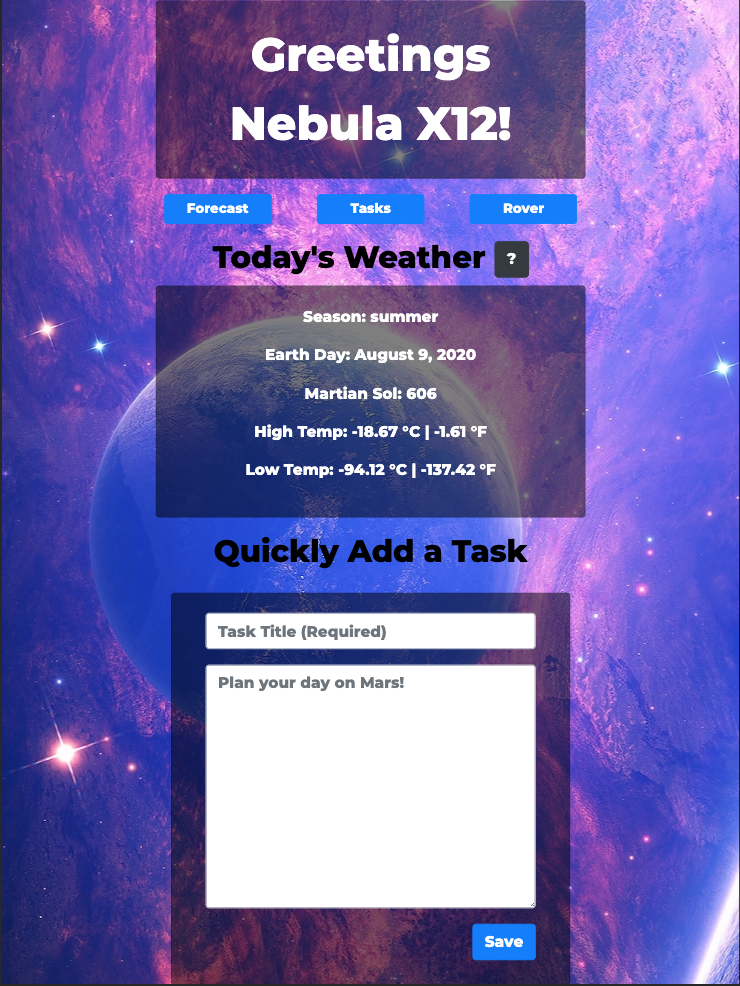 Greetings
Nebula X12!
Forecast Tasks Rover
Today's Weather ?
Season: summer
Earth Day: August 9, 2020
Martian Sol: 606
High Temp: -18.67 °C | -1.61 °F
Low Temp: -94.12 °C | -137.42 °F
Quickly Add a Task
Task Title (Required)
Plan your day on Mars!
Save